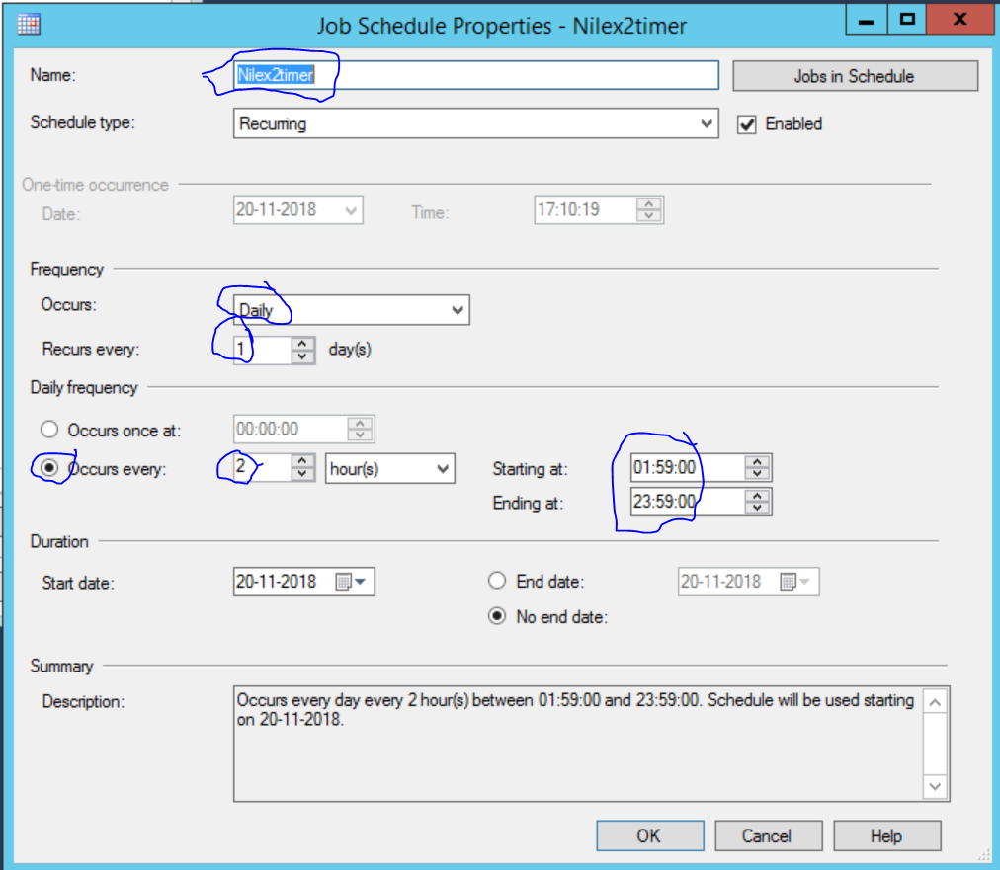 Job Schedule Properties - Nilex2timer
Name: Nilex2timer Jobs in Schedule
Schedule type: Recurring Enabled
One-time occurrence
Date: 20-11-2018 Time: 17:10:19
Frequency
Occurs: Daily
Recurs every: 1 day(s)
Daily frequency
Occurs once at: 00:00:00
Occurs every: 2 hour(s) Starting at: 01:59:00
Ending at: 23:59:00
Duration
Start date: 20-11-2018 End date: 20-11-2018
No end date:
Summary
Description: Occurs every day every 2 hour(s) between 01:59:00 and 23:59:00. Schedule will be used starting
on 20-11-2018.
OK Cancel Help